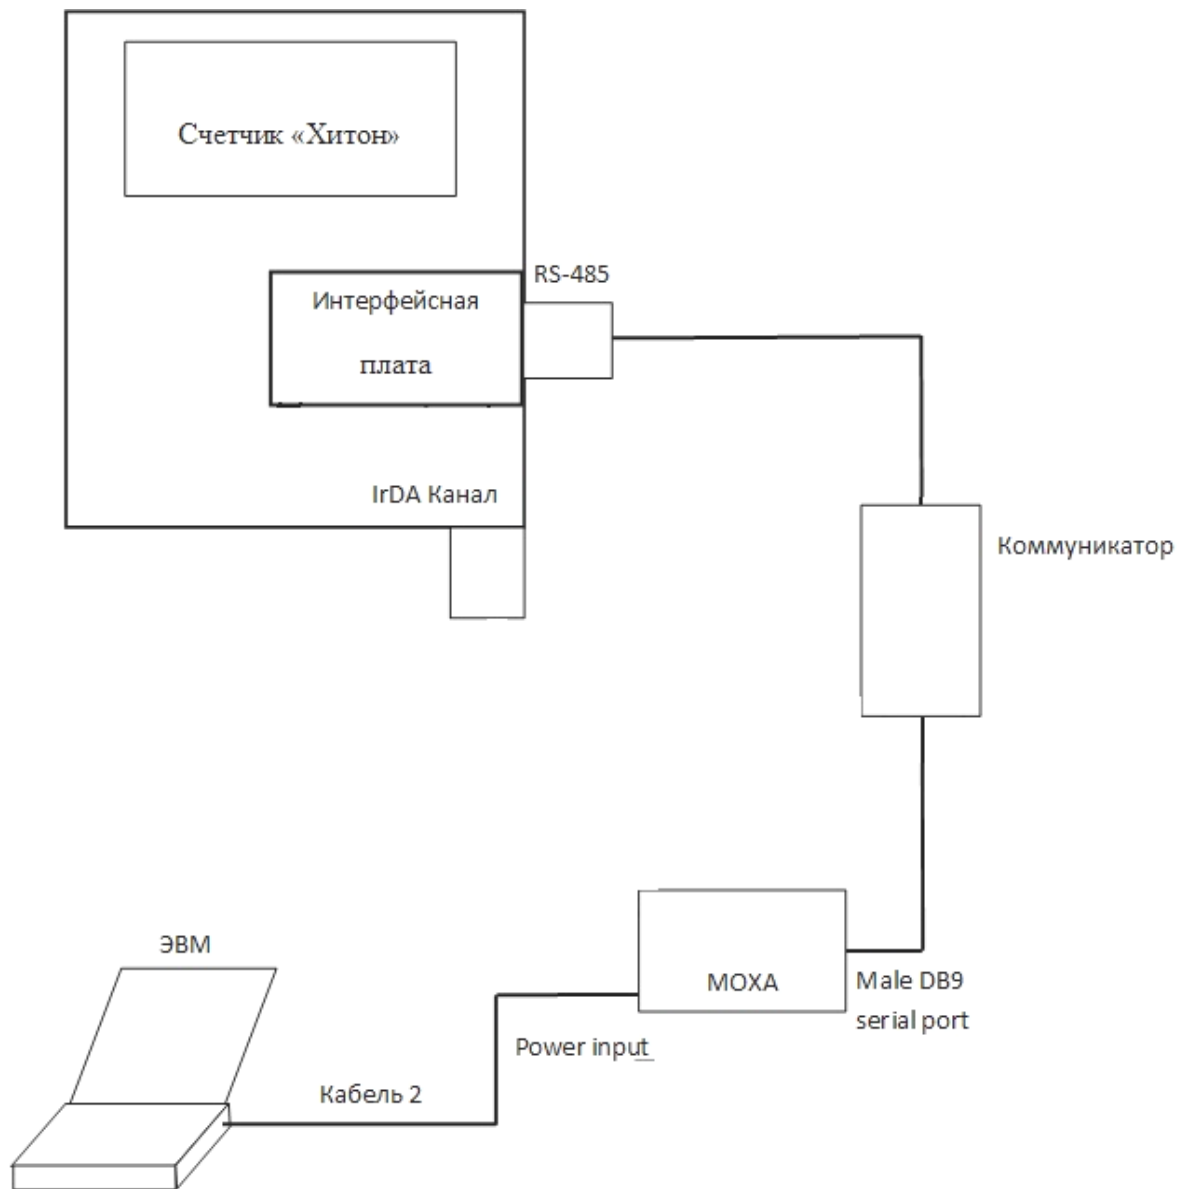 Счетчик «Хитон»
RS-485
Интерфейсная
плата
IrDA Канал
Коммуникатор
ЭВМ
MOXA
Male DB9
serial port
Power input
Кабель 2